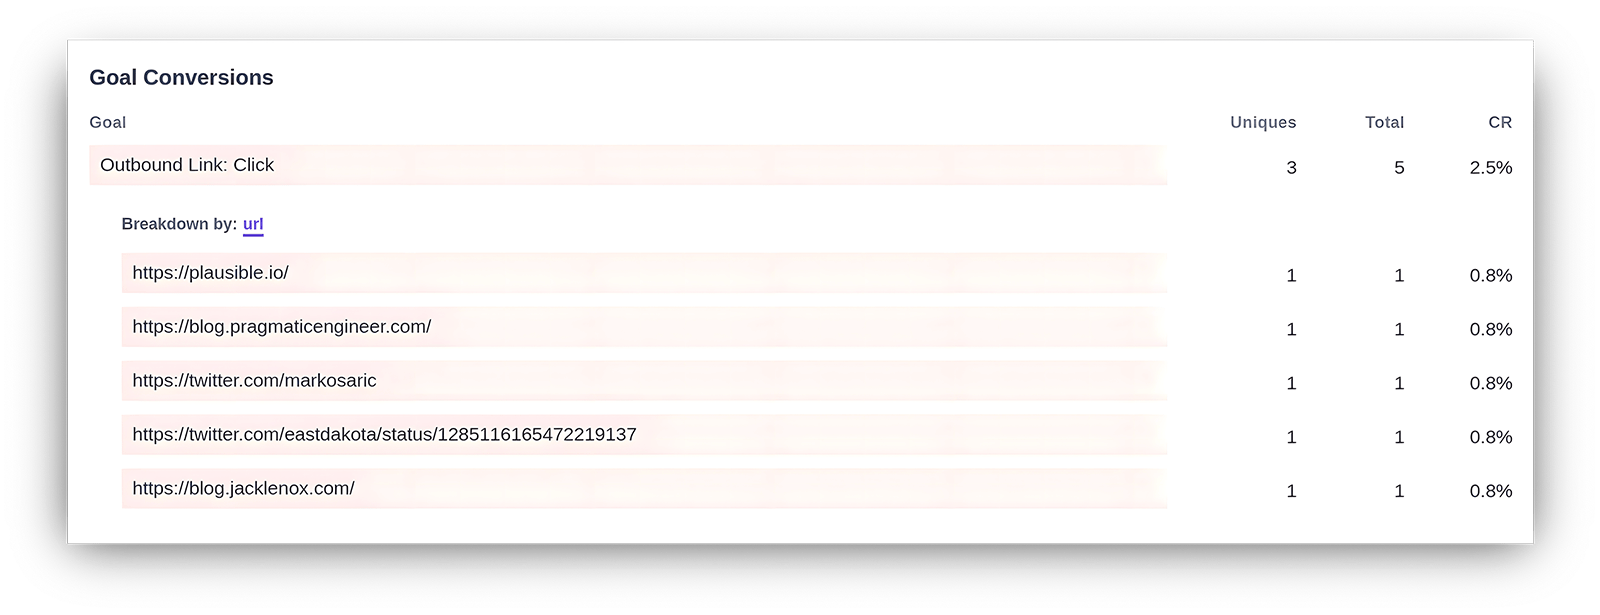 Goal Conversions
Goal Uniques Total CR
Outbound Link: Click 3 5 2.5%
Breakdown by: url
https://plausible.io/ 1 1 0.8%
https://blog.pragmaticengineer.com/ 1 1 0.8%
https://twitter.com/markosaric 1 1 0.8%
https://twitter.com/eastdakota/status/1285116165472219137 1 1 0.8%
https://blog.jacklenox.com/ 1 1 0.8%